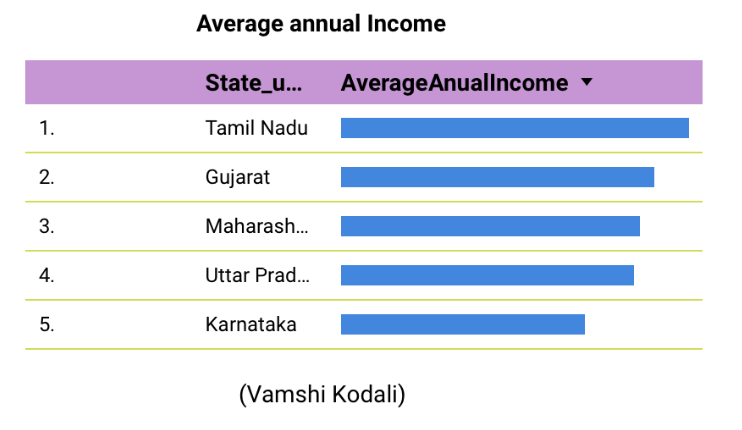 Average annual Income
State_u... AverageAnualIncome
1. Tamil Nadu
2. Gujarat
3. Maharash...
4. Uttar Prad...
5. Karnataka
(Vamshi Kodali)